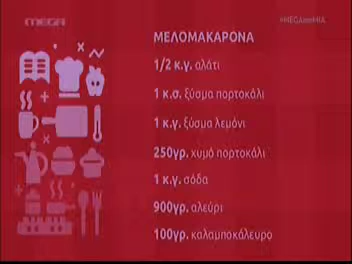 MEGA
#MEGAστηΜΙΑ
ΜΕΛΟΜΑΚΑΡΟΝΑ
1/2 κ.γ. αλάτι
1 κ.σ. ξύσμα πορτοκάλι
1 κ.γ. ξύσμα λεμόνι
250γρ. χυμό πορτοκάλι
1 κ.γ. σόδα
900γρ. αλεύρι
100γρ. καλαμποκάλευρο